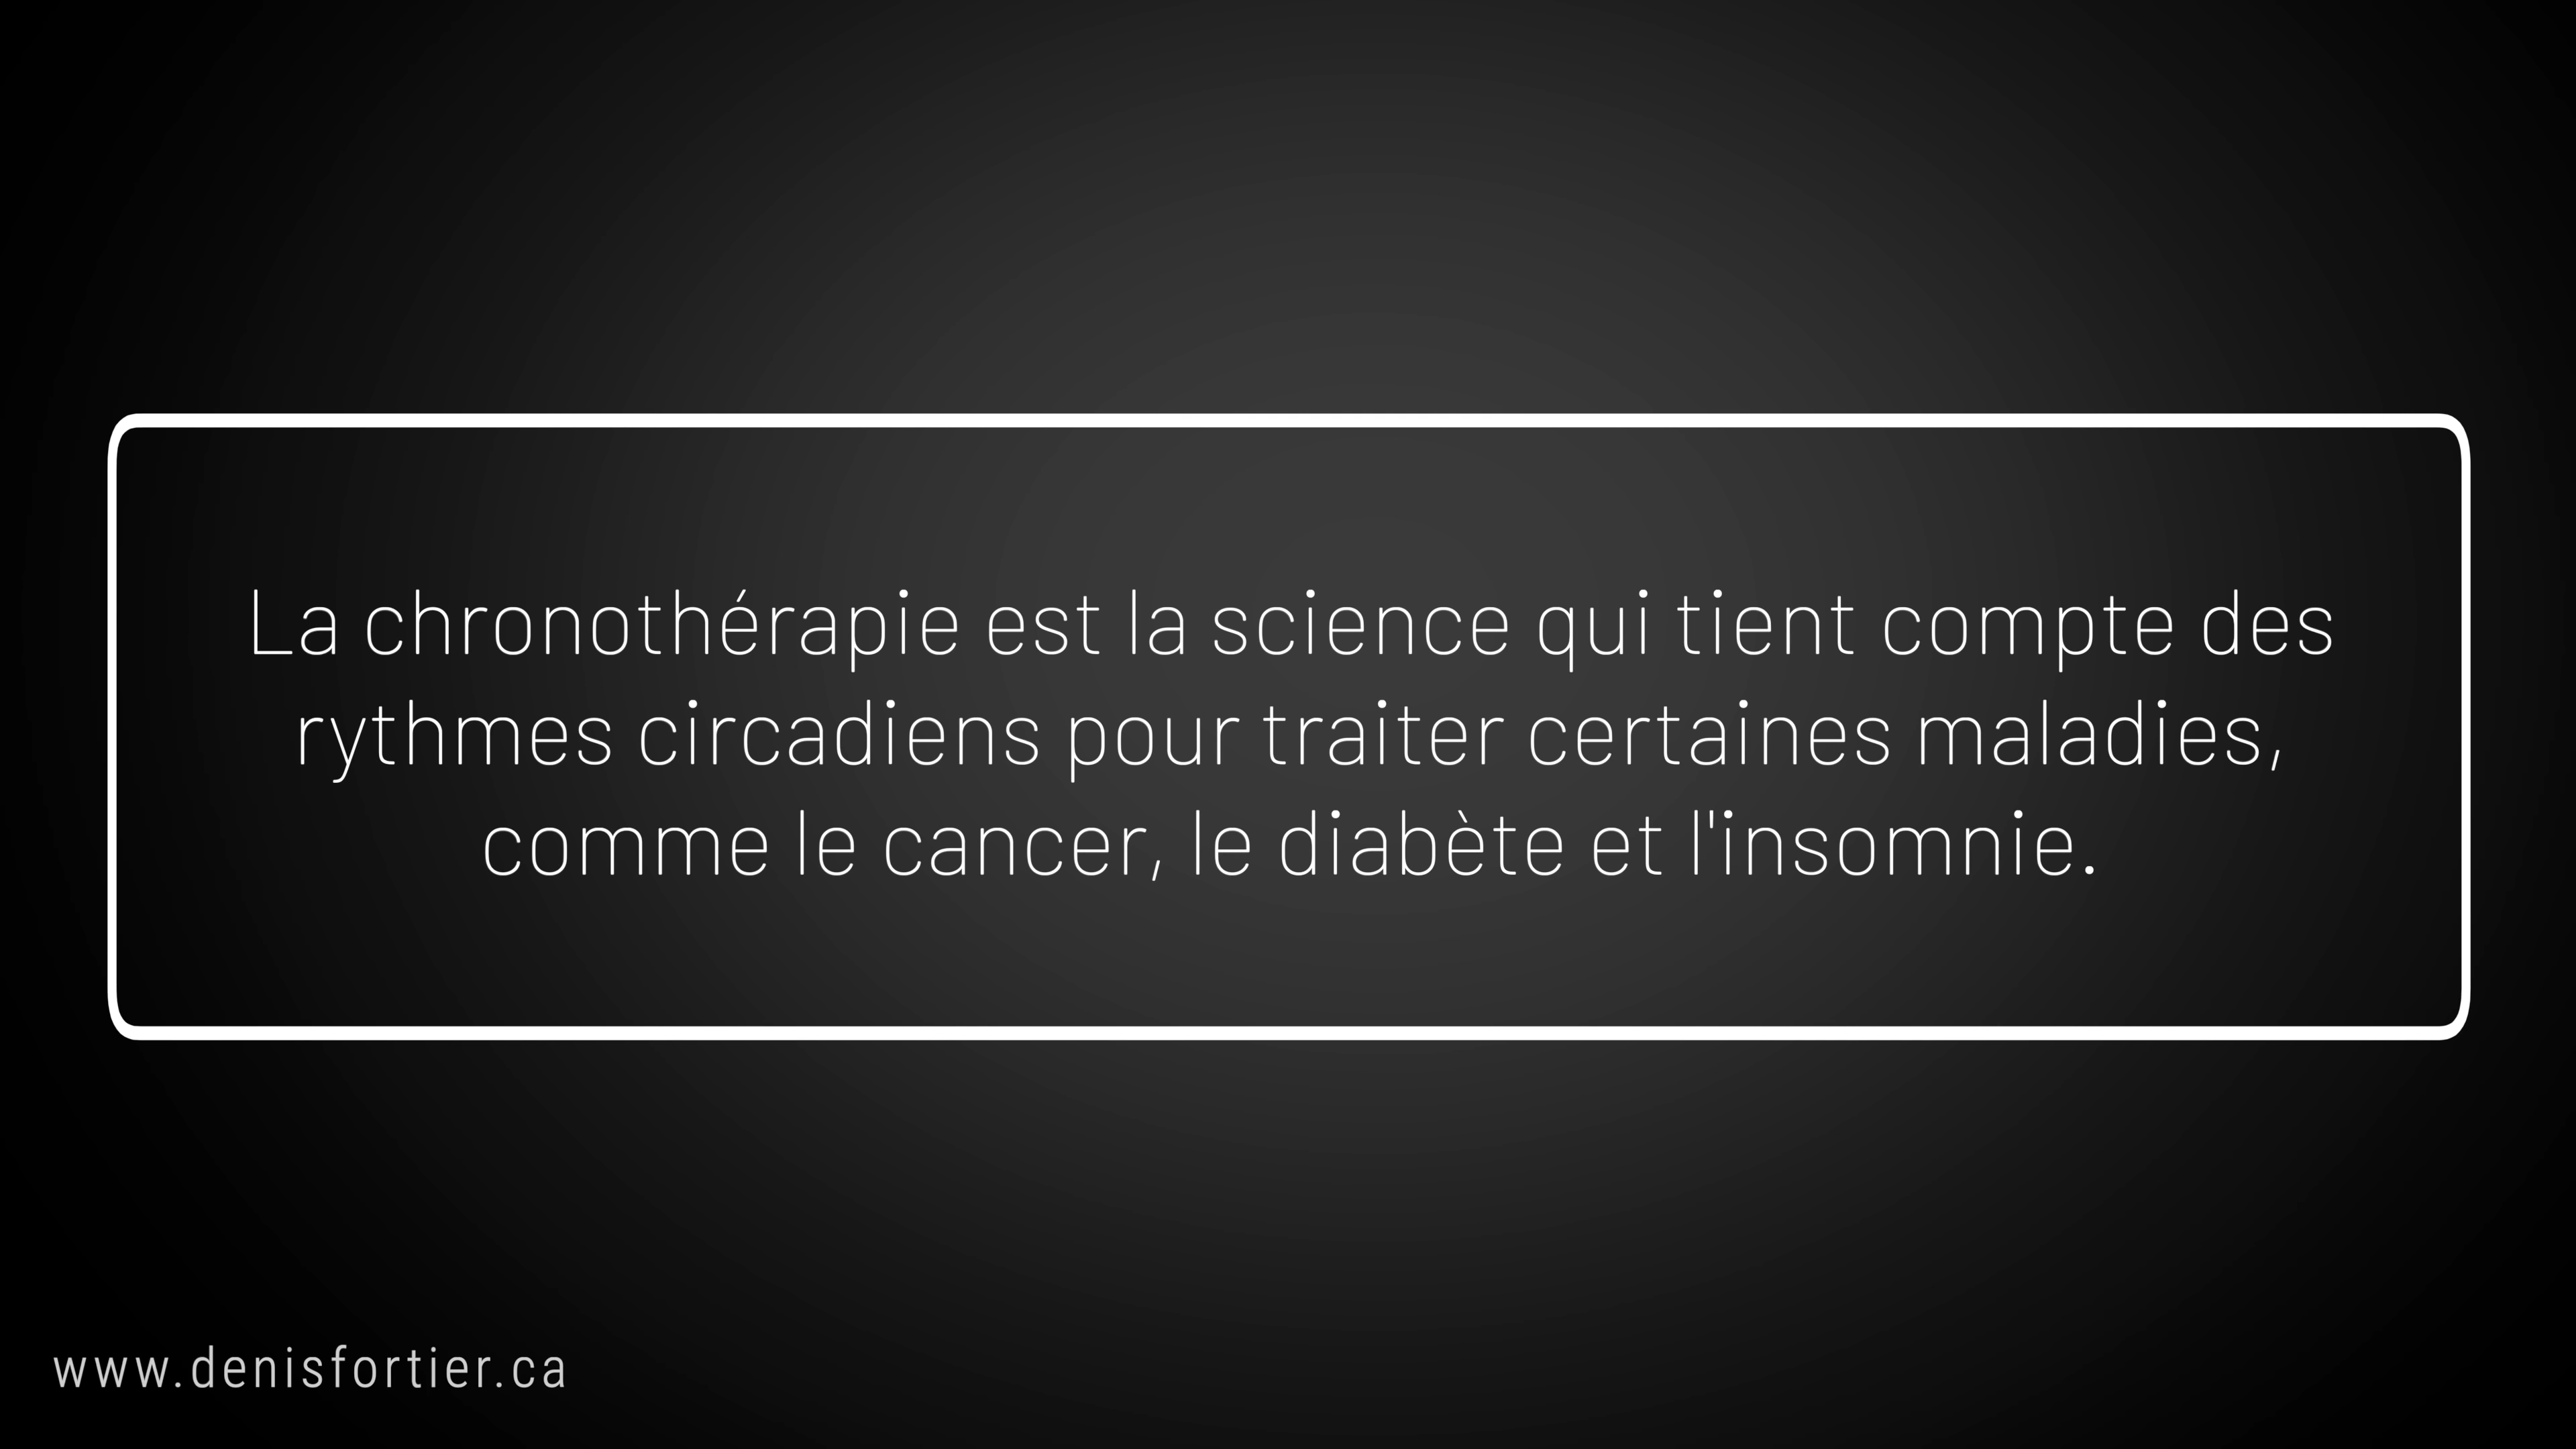 La chronothérapie est la science qui tient compte des
rythmes circadiens pour traiter certaines maladies,
comme le cancer, le diabète et l'insomnie.
www.denisfortier.ca